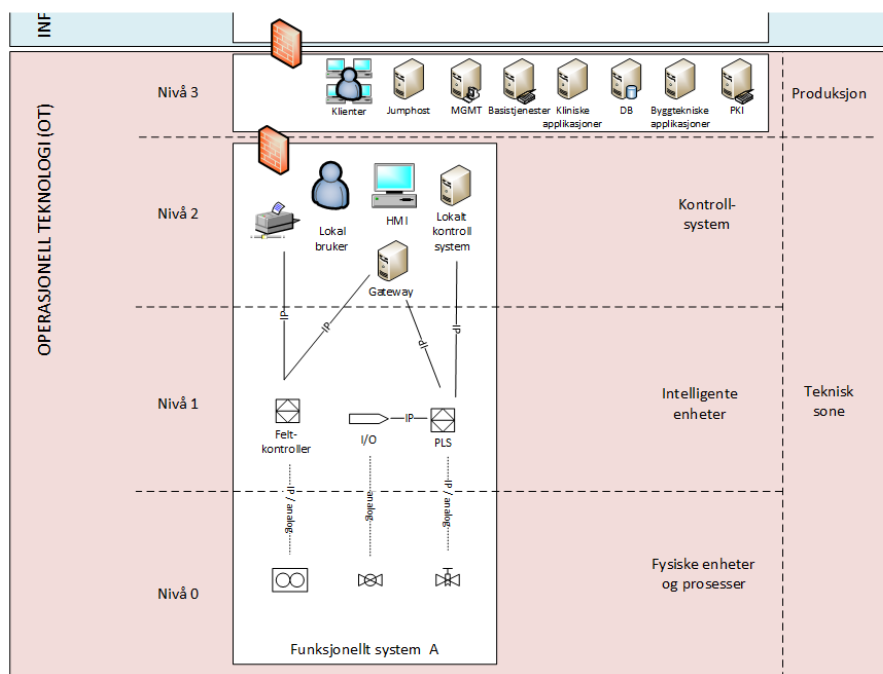 INF
OPERASJONELL TEKNOLOGI (OT)
Nivå 3
Klienter
Jumphost
MGMT
Basistjenester
Kliniske
applikasjoner
DB
Byggtekniske
applikasjoner
PKI
Produksjon
Nivå 2
Lokal
bruker
HMI
Lokalt
kontroll
system
Gateway
Kontroll-
system
IP
IP
IP
IP
Nivå 1
Felt-
kontroller
I/O
IP
PLS
Intelligente
enheter
Teknisk
sone
IP / analog
analog
IP / analog
Nivå 0
Fysiske enheter
og prosesser
Funksjonellt system A